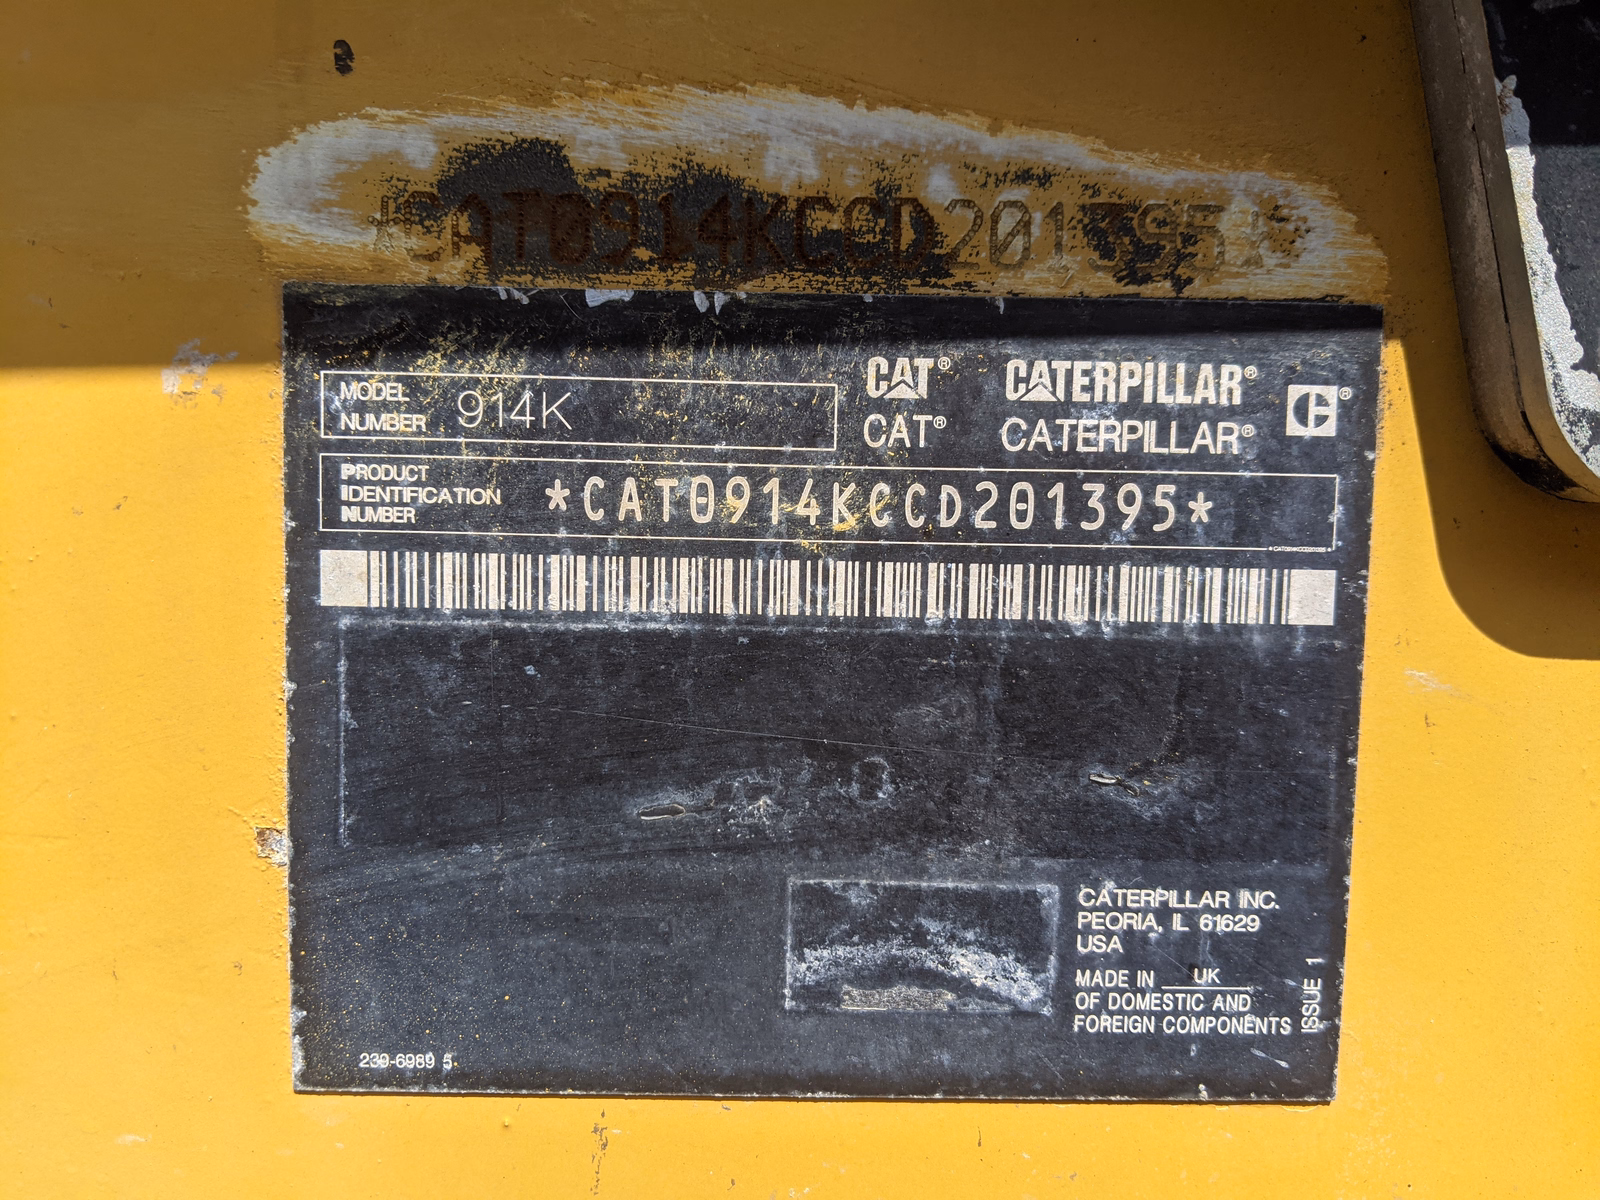 *CAT0914KCCD201395*
MODEL NUMBER 914K
CAT® CATERPILLAR® ®
CAT® CATERPILLAR®
PRODUCT IDENTIFICATION NUMBER *CAT0914KCCD201395*
*CAT0914KCCD201395*
CATERPILLAR INC.
PEORIA, IL 61629
USA
MADE IN UK
OF DOMESTIC AND
FOREIGN COMPONENTS
ISSUE 1
239-6989 5